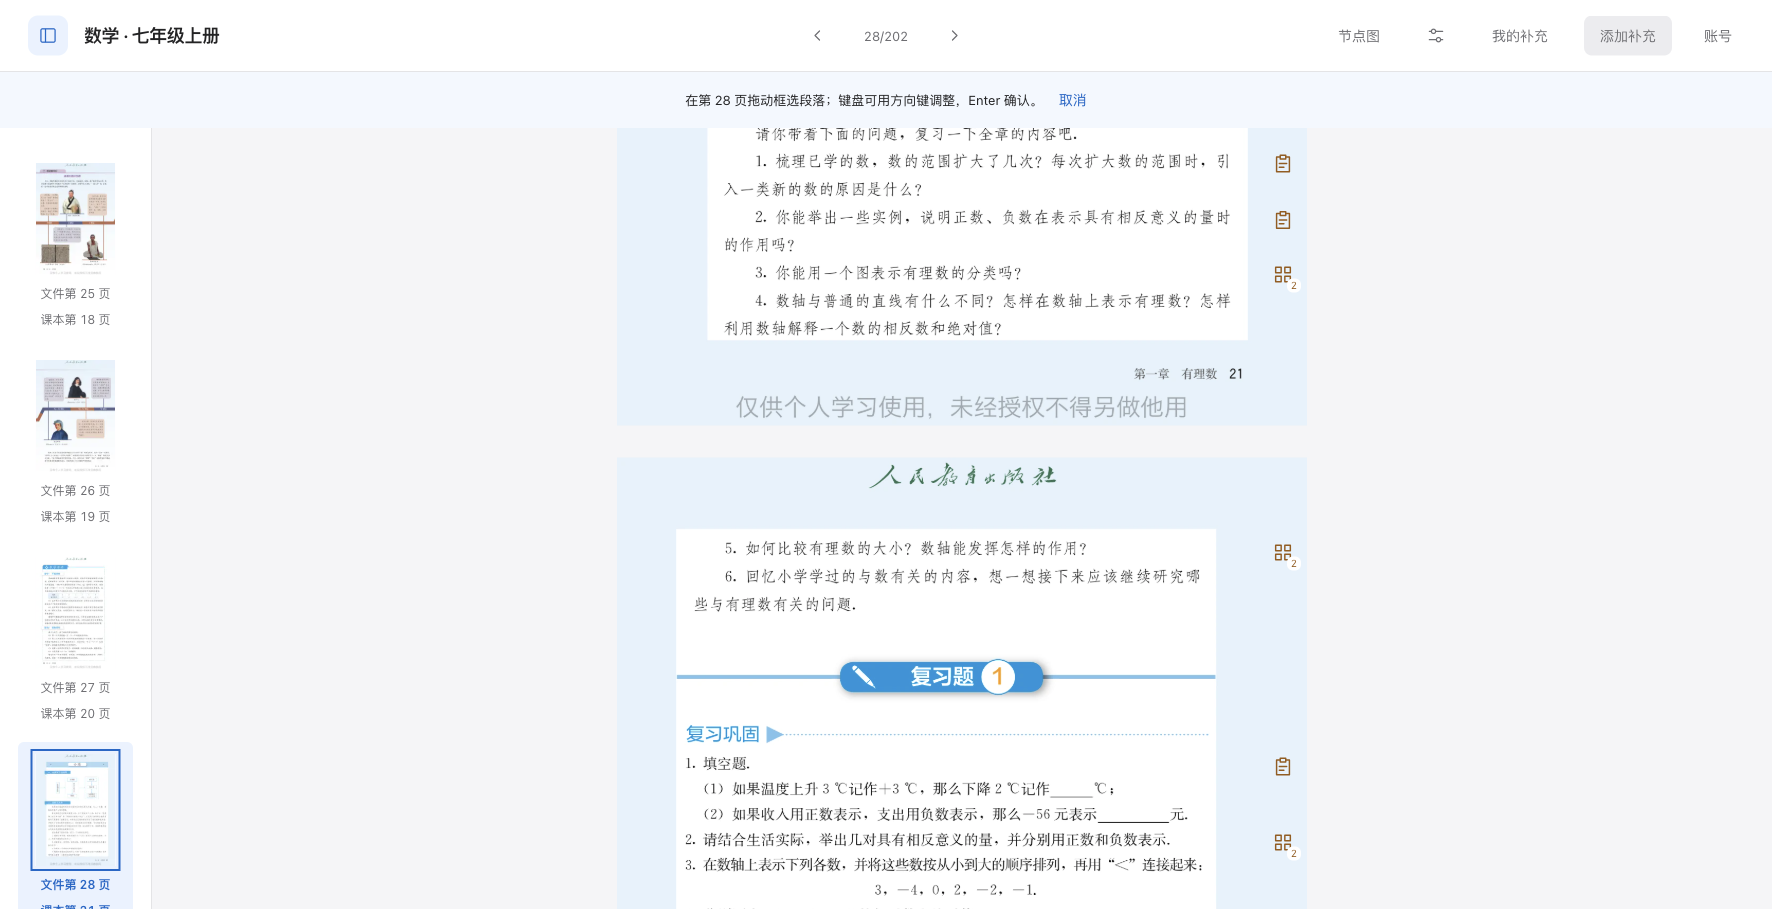 数学 · 七年级上册
28/202
节点图
我的补充
添加补充
账号
在第 28 页拖动框选段落；键盘可用方向键调整，Enter 确认。 取消
文件第 25 页
课本第 18 页
文件第 26 页
课本第 19 页
文件第 27 页
课本第 20 页
文件第 28 页
课本第 21 页
请你带着下面的问题，复习一下全章的内容吧．
1．梳理已学的数，数的范围扩大了几次？每次扩大数的范围时，引
入一类新的数的原因是什么？
2．你能举出一些实例，说明正数、负数在表示具有相反意义的量时
的作用吗？
3．你能用一个图表示有理数的分类吗？
2
4．数轴与普通的直线有什么不同？怎样在数轴上表示有理数？怎样
利用数轴解释一个数的相反数和绝对值？
第一章 有理数 21
仅供个人学习使用，未经授权不得另做他用
人民教育出版社
5．如何比较有理数的大小？数轴能发挥怎样的作用？
2
6．回忆小学学过的与数有关的内容，想一想接下来应该继续研究哪
些与有理数有关的问题．
复习题 1
复习巩固
1．填空题．
（1）如果温度上升 3 ℃记作＋3 ℃，那么下降 2 ℃记作______℃；
（2）如果收入用正数表示，支出用负数表示，那么－56 元表示__________元．
2．请结合生活实际，举出几对具有相反意义的量，并分别用正数和负数表示．
2
3．在数轴上表示下列各数，并将这些数按从小到大的顺序排列，再用“＜”连接起来：
3，－4，0，2，－2，－1．